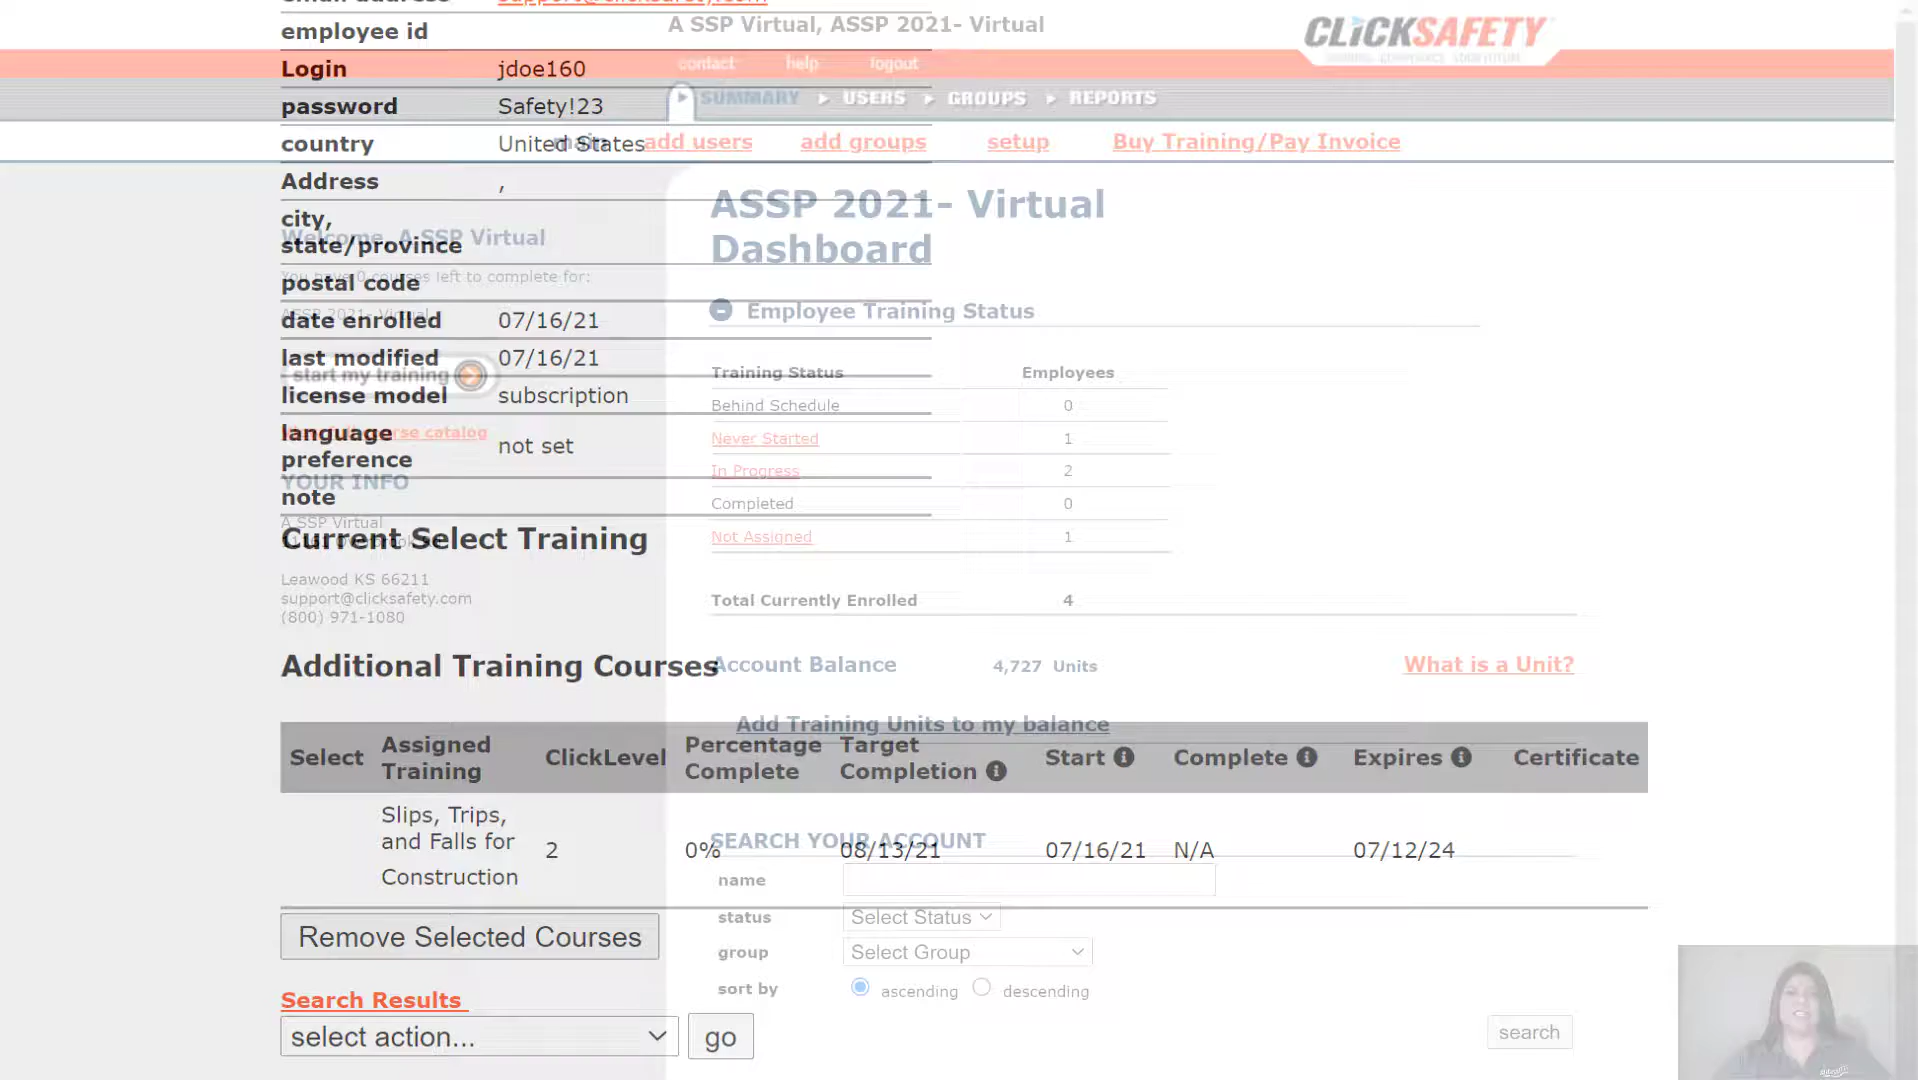 A SSP Virtual, ASSP 2021- Virtual
CLICKSAFETY
contact help logout
SUMMARY USERS GROUPS REPORTS
main add users add groups setup Buy Training/Pay Invoice
employee id
Login jdoe160
password Safety!23
country United States
Address ,
city,
state/province
postal code
date enrolled 07/16/21
last modified 07/16/21
license model subscription
language
preference not set
note
Current Select Training
Additional Training Courses
Select Assigned Training ClickLevel Percentage Complete Target Completion Start Complete Expires Certificate
Slips, Trips,
and Falls for
Construction
2 0% 08/13/21 07/16/21 N/A 07/12/24
Remove Selected Courses
Search Results
select action...
go
Welcome, A SSP Virtual
You have 0 courses left to complete for:
ASSP 2021- Virtual
start my training
course catalog
YOUR INFO
A SSP Virtual
Leawood KS 66211
support@clicksafety.com
(800) 971-1080
ASSP 2021- Virtual
Dashboard
Employee Training Status
Training Status Employees
Behind Schedule 0
Never Started 1
In Progress 2
Completed 0
Not Assigned 1
Total Currently Enrolled 4
Account Balance 4,727 Units What is a Unit?
Add Training Units to my balance
SEARCH YOUR ACCOUNT
name
status Select Status
group Select Group
sort by ascending descending
search